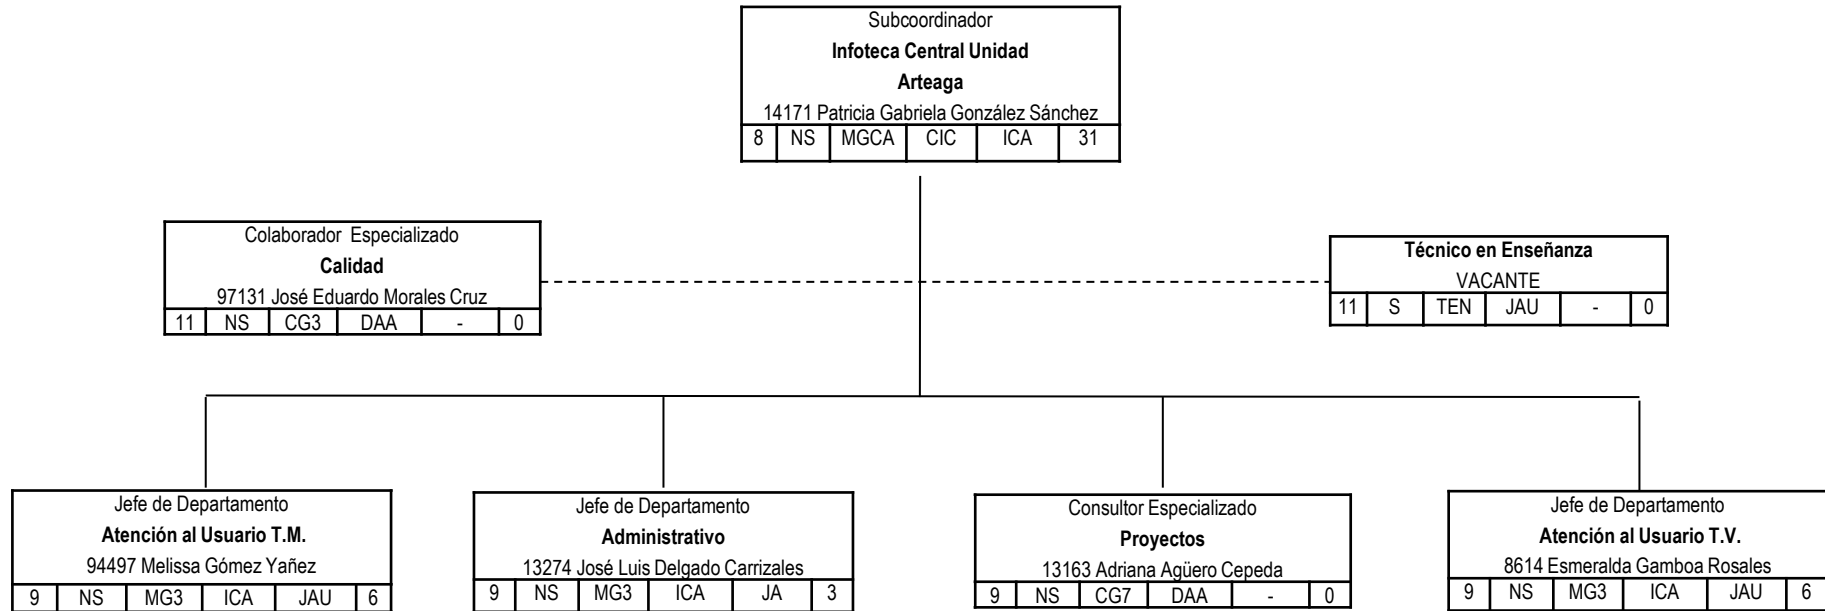 Subcoordinador
Infoteca Central Unidad
Arteaga
14171 Patricia Gabriela González Sánchez
8 NS MGCA CIC ICA 31
Colaborador Especializado
Calidad
97131 José Eduardo Morales Cruz
11 NS CG3 DAA - 0
Técnico en Enseñanza
VACANTE
11 S TEN JAU - 0
Jefe de Departamento
Atención al Usuario T.M.
94497 Melissa Gómez Yañez
9 NS MG3 ICA JAU 6
Jefe de Departamento
Administrativo
13274 José Luis Delgado Carrizales
9 NS MG3 ICA JA 3
Consultor Especializado
Proyectos
13163 Adriana Agüero Cepeda
9 NS CG7 DAA - 0
Jefe de Departamento
Atención al Usuario T.V.
8614 Esmeralda Gamboa Rosales
9 NS MG3 ICA JAU 6